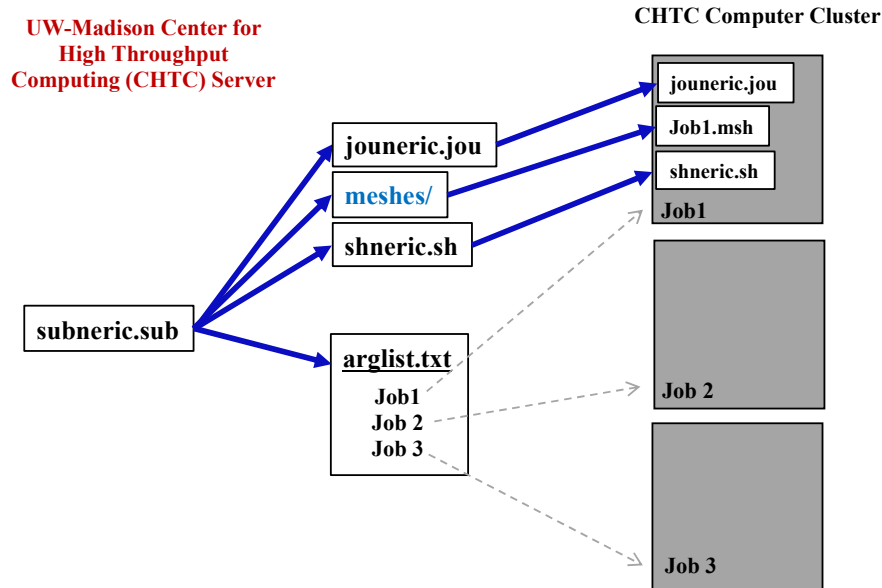 UW-Madison Center for
High Throughput
Computing (CHTC) Server
CHTC Computer Cluster
subneric.sub
jouneric.jou
meshes/
shneric.sh
arglist.txt
Job1
Job 2
Job 3
jouneric.jou
Job1.msh
shneric.sh
Job1
Job 2
Job 3